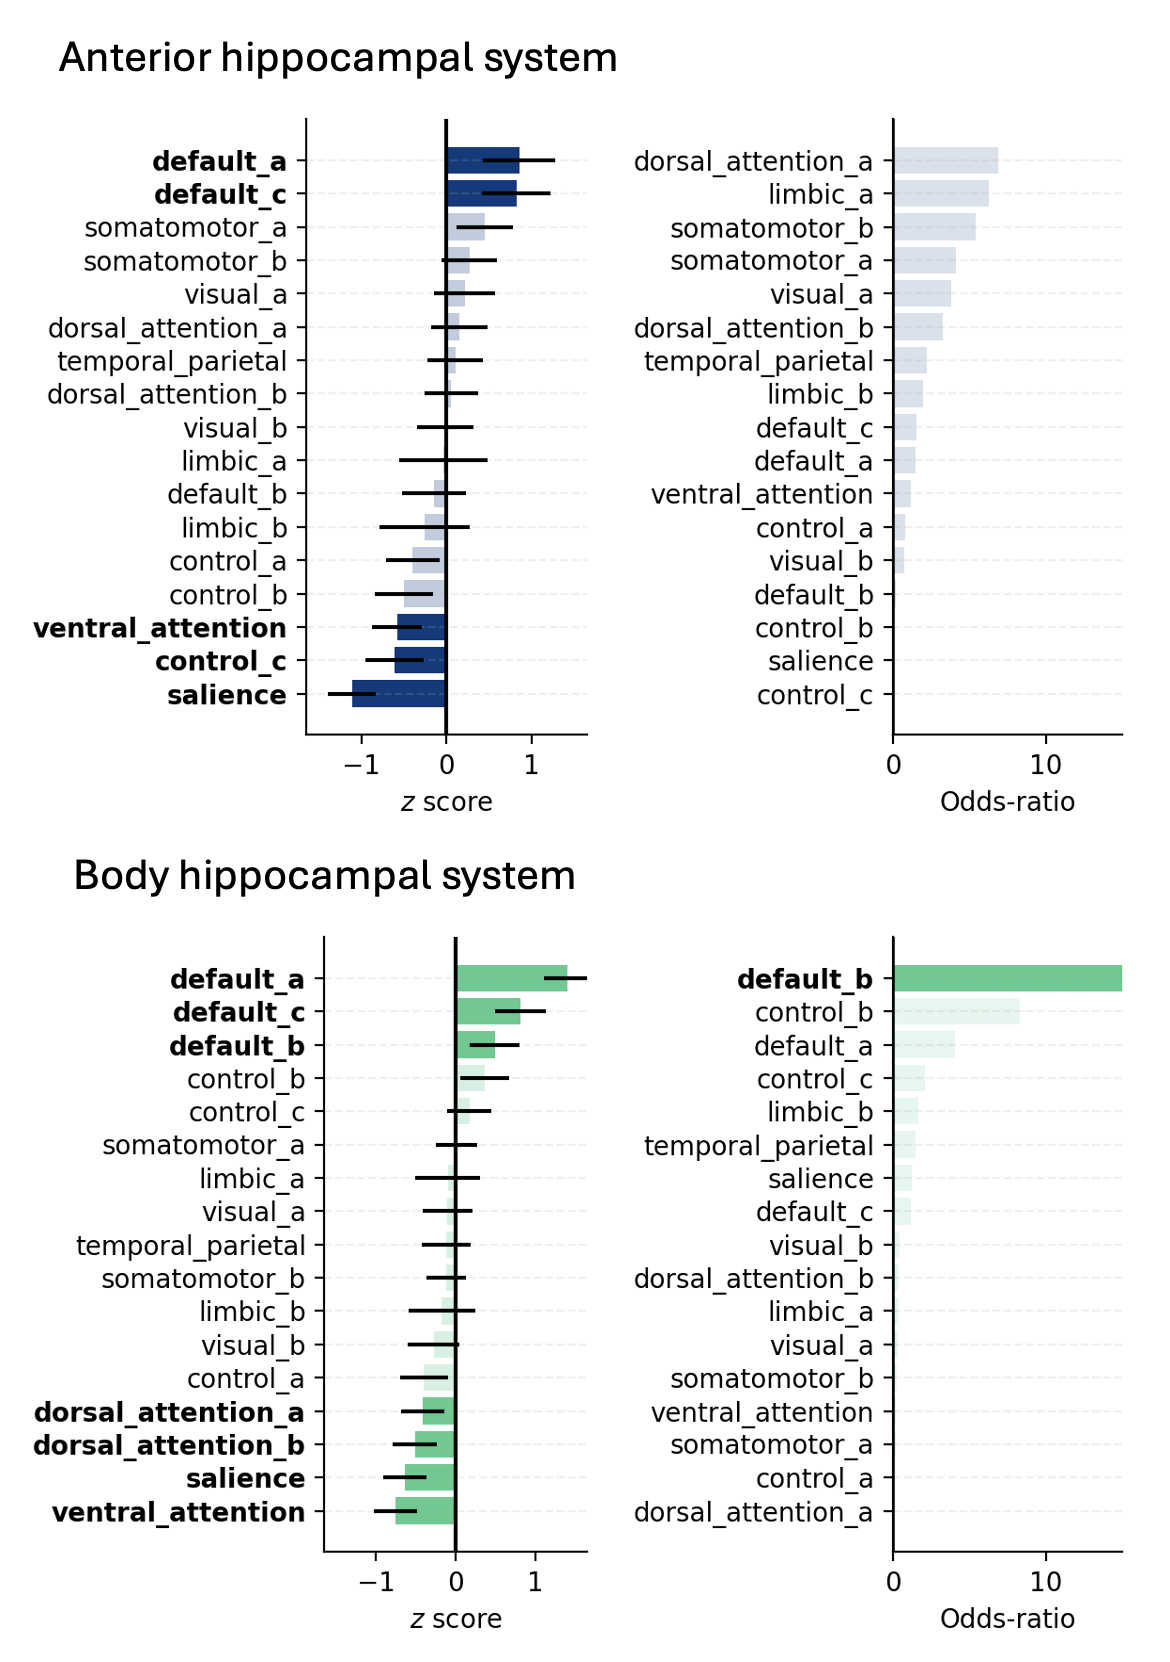 Anterior hippocampal system
default_a
default_c
somatomotor_a
somatomotor_b
visual_a
dorsal_attention_a
temporal_parietal
dorsal_attention_b
visual_b
limbic_a
default_b
limbic_b
control_a
control_b
ventral_attention
control_c
salience
−1 0 1
z score
dorsal_attention_a
limbic_a
somatomotor_b
somatomotor_a
visual_a
dorsal_attention_b
temporal_parietal
limbic_b
default_c
default_a
ventral_attention
control_a
visual_b
default_b
control_b
salience
control_c
0 10
Odds-ratio
Body hippocampal system
default_a
default_c
default_b
control_b
control_c
somatomotor_a
limbic_a
visual_a
temporal_parietal
somatomotor_b
limbic_b
visual_b
control_a
dorsal_attention_a
dorsal_attention_b
salience
ventral_attention
−1 0 1
z score
default_b
control_b
default_a
control_c
limbic_b
temporal_parietal
salience
default_c
visual_b
dorsal_attention_b
limbic_a
visual_a
somatomotor_b
ventral_attention
somatomotor_a
control_a
dorsal_attention_a
0 10
Odds-ratio